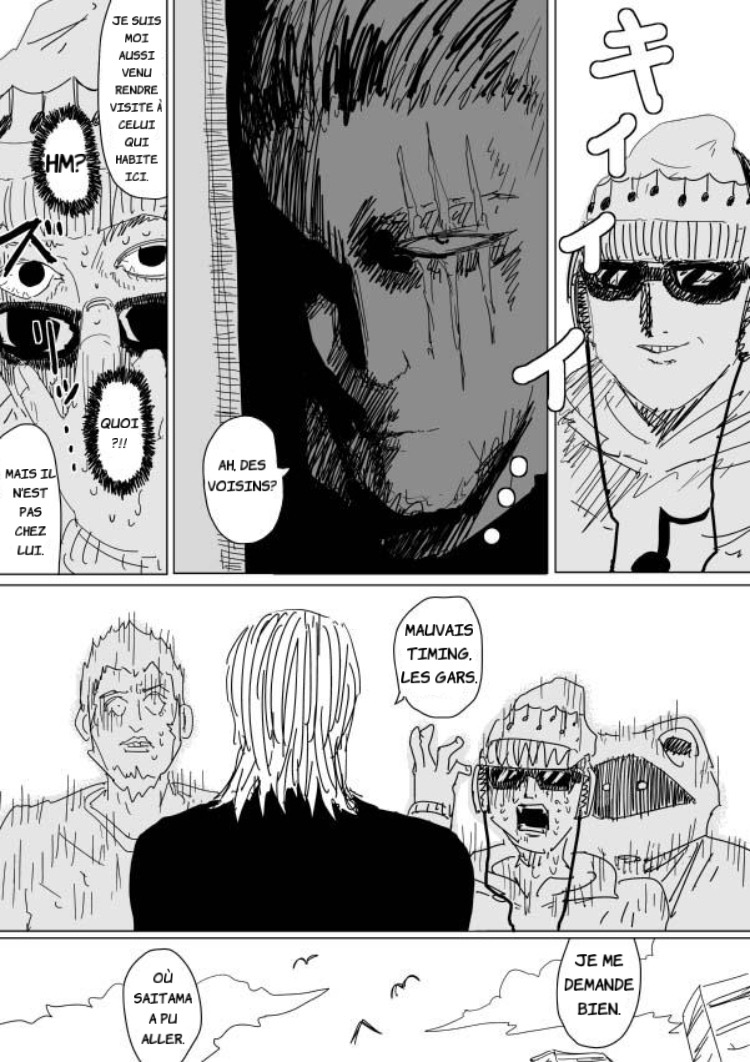 キイイイ
AH, DES
VOISINS?
JE SUIS
MOI
AUSSI
VENU
RENDRE
VISITE À
CELUI
QUI
HABITE
ICI.
HM?
ズ
ッ
QUOI
?!!
MAIS IL
N'EST
PAS
CHEZ
LUI.
MAUVAIS
TIMING,
LES GARS.
JE ME
DEMANDE
BIEN.
OÙ
SAITAMA
A PU
ALLER.